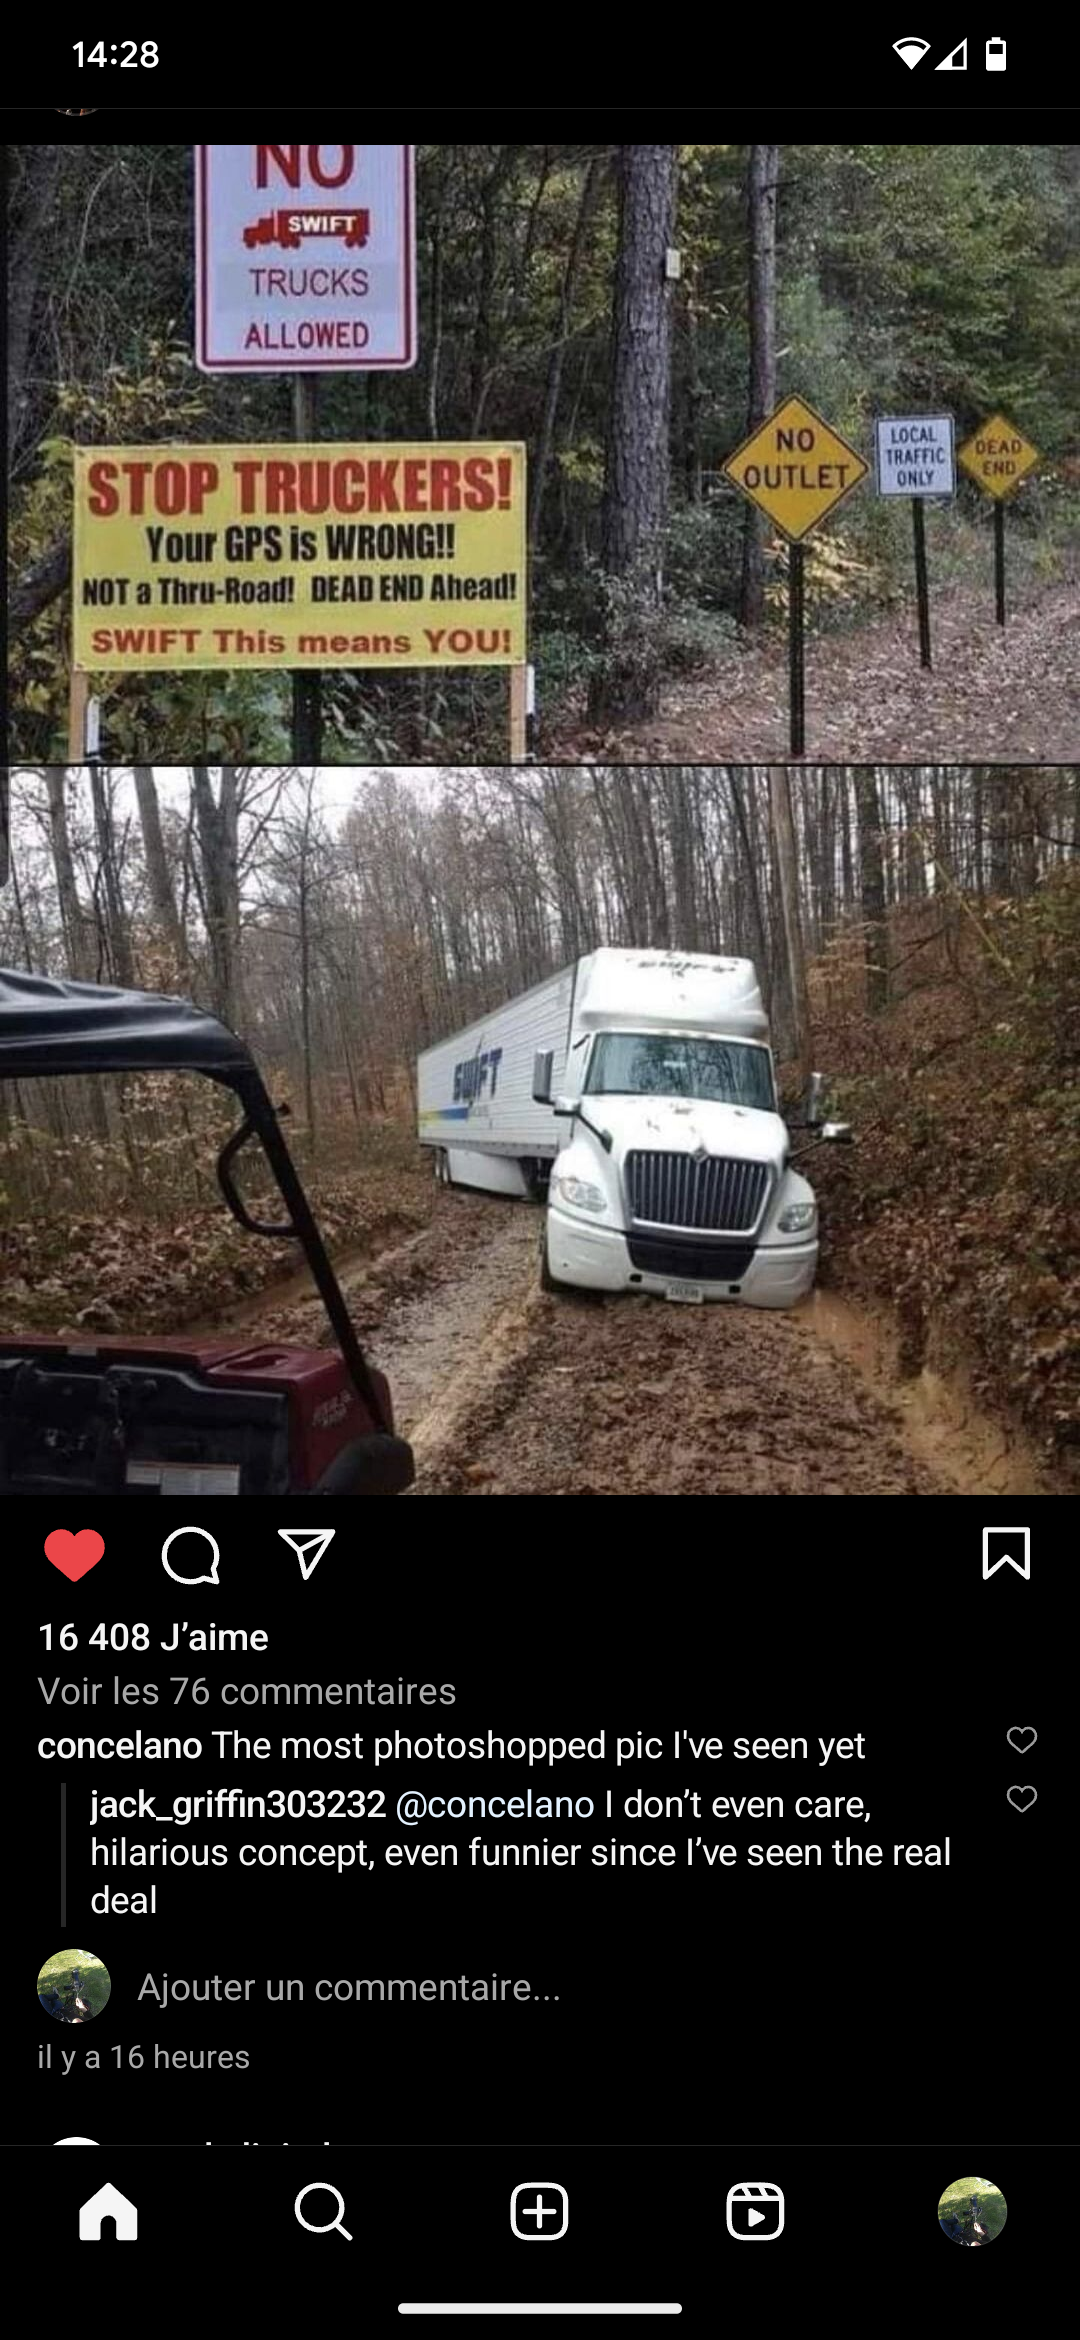 14:28
NO
SWIFT
TRUCKS
ALLOWED
STOP TRUCKERS!
Your GPS is WRONG!!
NOT a Thru-Road! DEAD END Ahead!
SWIFT This means YOU!
NO
OUTLET
LOCAL
TRAFFIC
ONLY
DEAD
END
SWIFT
16 408 J’aime
Voir les 76 commentaires
concelano The most photoshopped pic I've seen yet
jack_griffin303232 @concelano I don’t even care,
hilarious concept, even funnier since I’ve seen the real
deal
Ajouter un commentaire...
il y a 16 heures